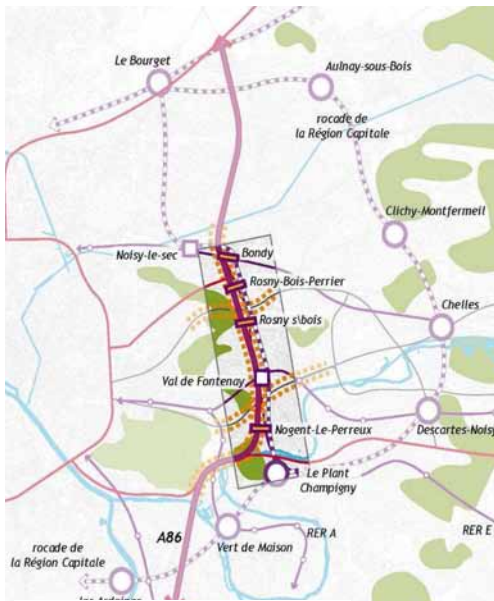 Le Bourget
Aulnay-sous-Bois
rocade de
la Région Capitale
Clichy-Montfermeil
Noisy-le-sec
Bondy
Rosny-Bois-Perrier
Rosny s\bois
Chelles
Val de Fontenay
Nogent-Le-Perreux
Descartes-Noisy
Le Plant
Champigny
A86
Vert de Maison
RER A
RER E
rocade de
la Région Capitale